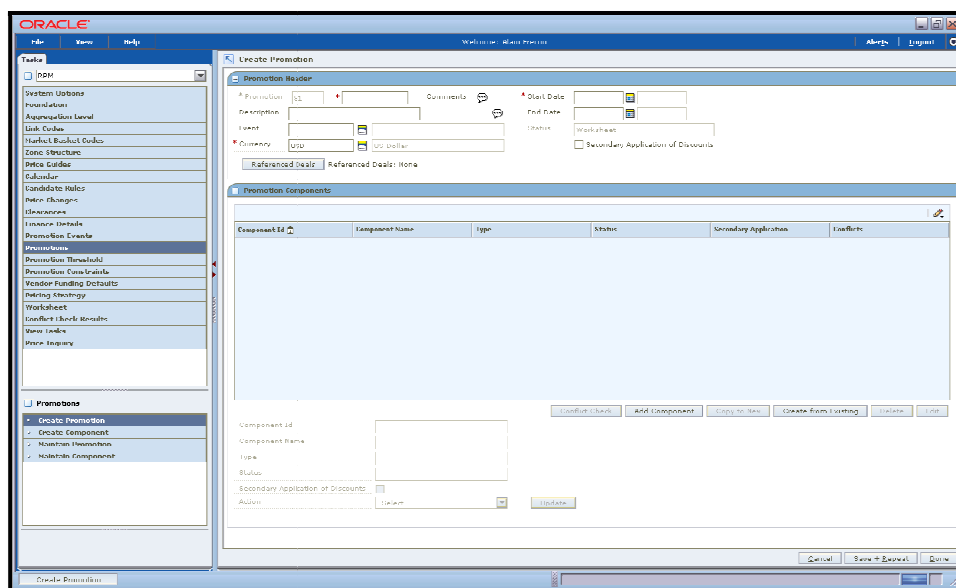 ORACLE
File View Help Welcome: Alain Frecon Alerts Logout
Tasks
RPM
System Options
Foundation
Aggregation Level
Link Codes
Market Basket Codes
Zone Structure
Price Guides
Calendar
Candidate Rules
Price Changes
Clearances
Finance Details
Promotion Events
Promotions
Promotion Threshold
Promotion Constraints
Vendor Funding Defaults
Pricing Strategy
Worksheet
Conflict Check Results
View Tasks
Price Inquiry
Promotions
Create Promotion
Create Component
Maintain Promotion
Maintain Component
Create Promotion
Promotion Header
* Promotion 81 * Comments * Start Date
Description End Date
Event Status Worksheet
* Currency USD US Dollar Secondary Application of Discounts
Referenced Deals Referenced Deals: None
Promotion Components
Component Id Component Name Type Status Secondary Application Conflicts
Conflict Check Add Component Copy to New Create from Existing Delete Edit
Component Id
Component Name
Type
Status
Secondary Application of Discounts
Action Select Update
Cancel Save + Repeat Done
Create Promotion